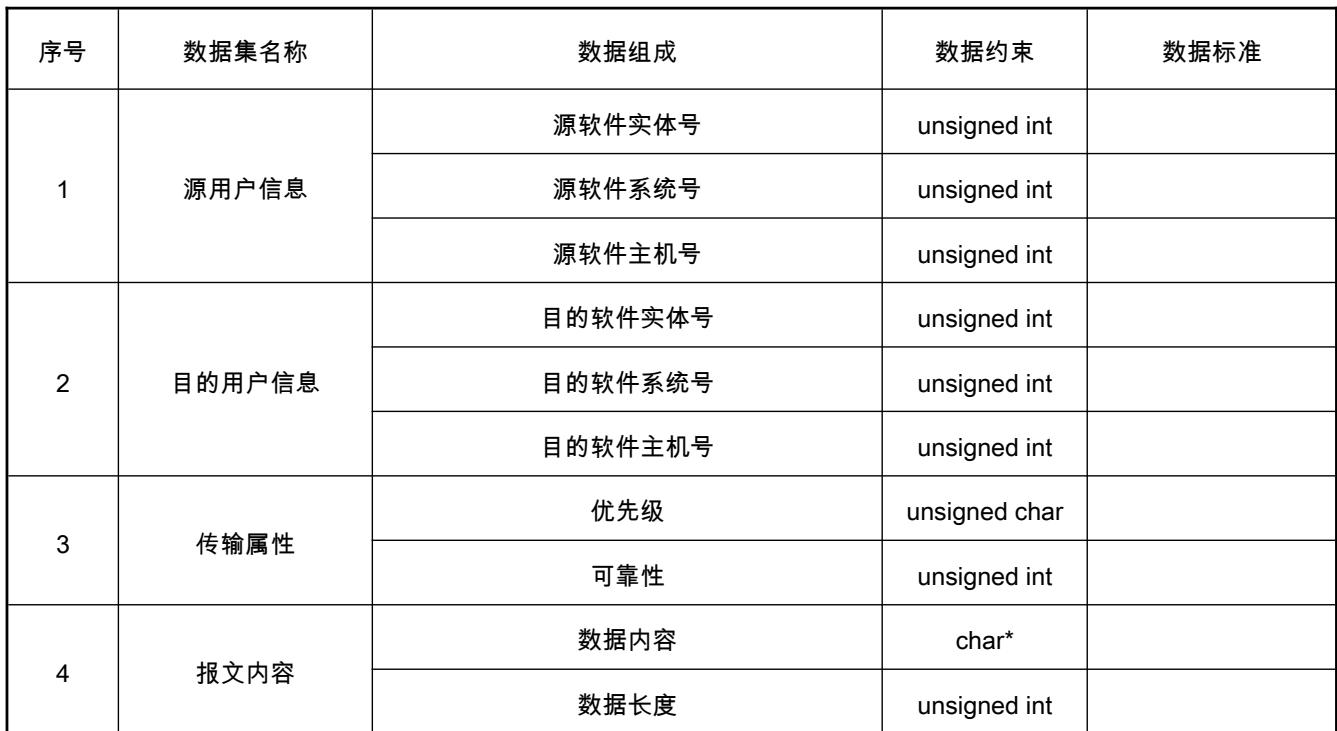 序号 数据集名称 数据组成 数据约束 数据标准
源软件实体号 unsigned int
1 源用户信息 源软件系统号 unsigned int
源软件主机号 unsigned int
目的软件实体号 unsigned int
2 目的用户信息 目的软件系统号 unsigned int
目的软件主机号 unsigned int
3 传输属性 优先级 unsigned char
可靠性 unsigned int
4 报文内容 数据内容 char*
数据长度 unsigned int